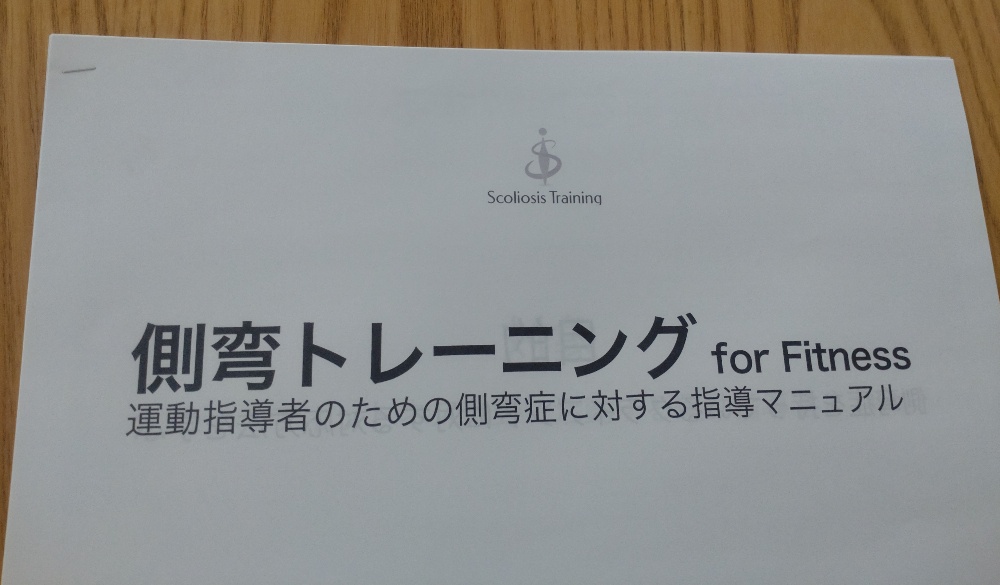 Scoliosis Training
側弯トレーニング for Fitness
運動指導者のための側弯症に対する指導マニュアル